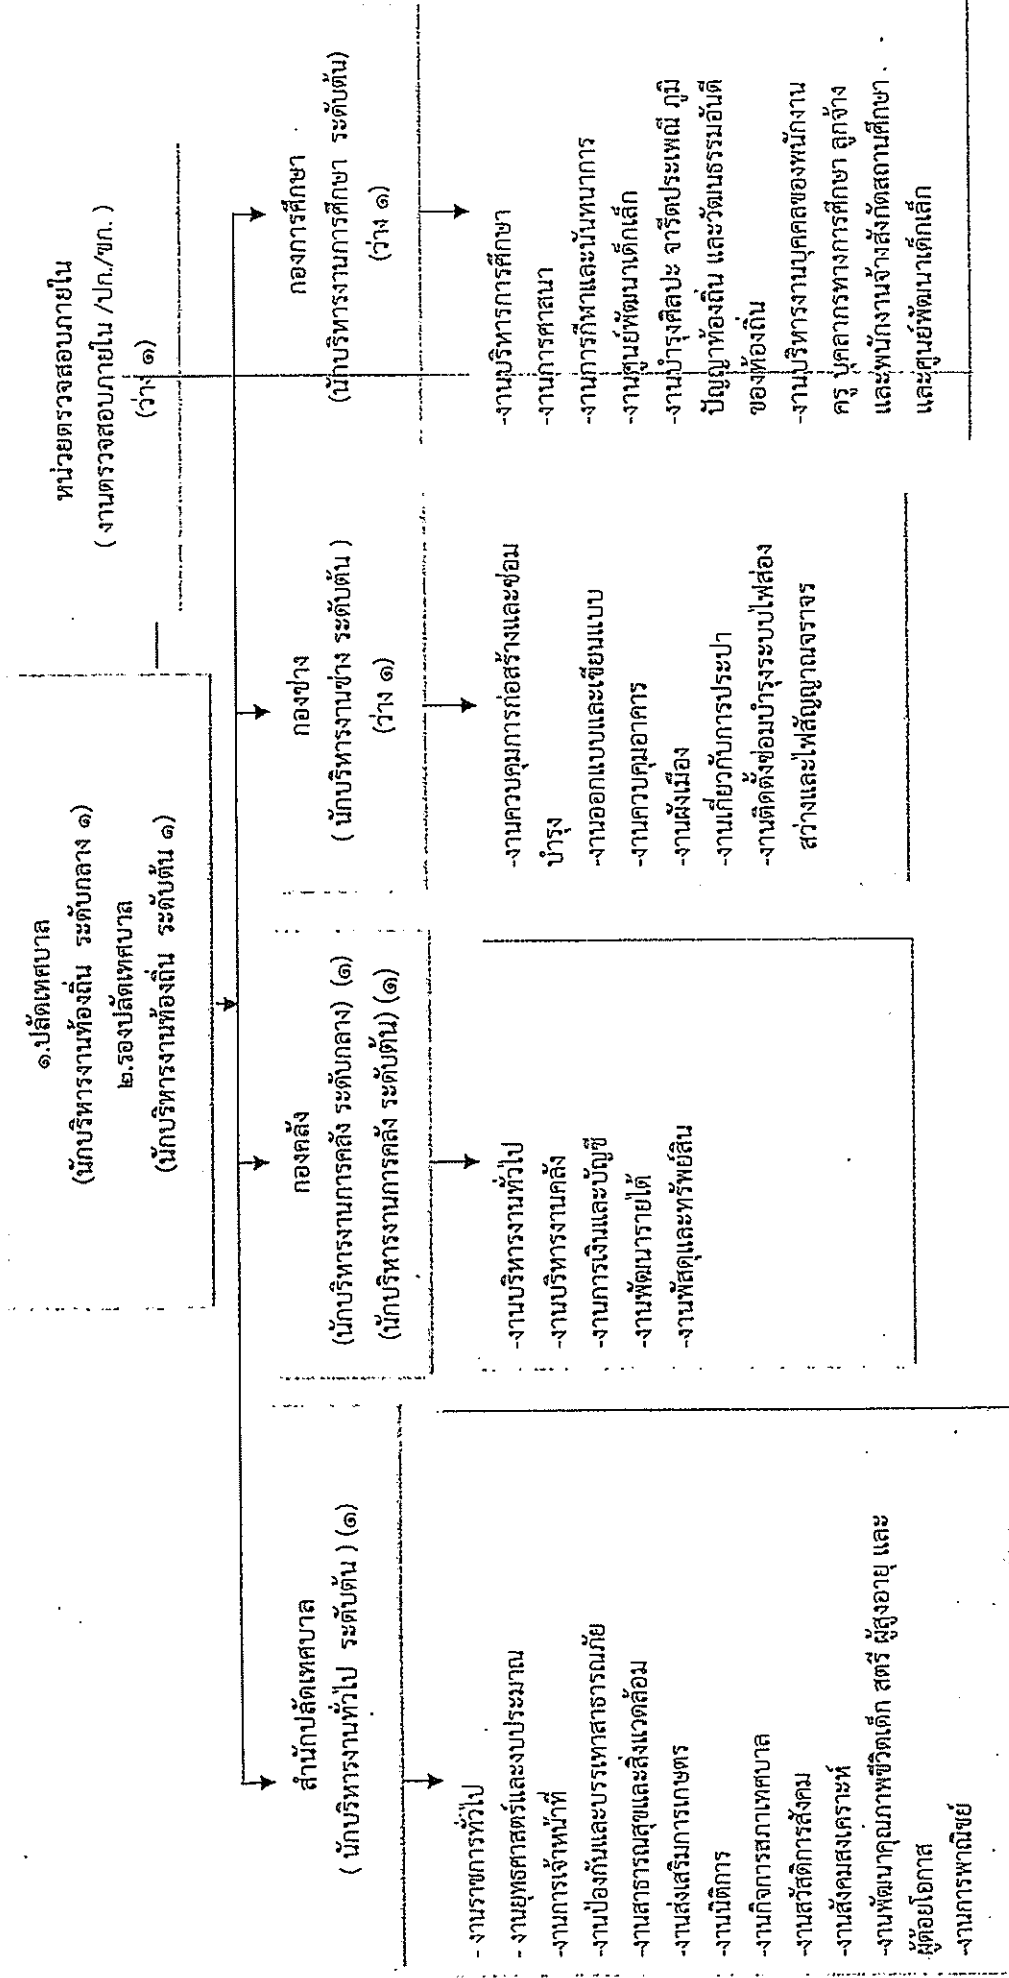 ๑.ปลัดเทศบาล
(นักบริหารงานท้องถิ่น ระดับกลาง ๑)
๒.รองปลัดเทศบาล
(นักบริหารงานท้องถิ่น ระดับต้น ๑)
หน่วยตรวจสอบภายใน
( งานตรวจสอบภายใน /ปก./ชก. )
(ว่าง ๑)
สำนักปลัดเทศบาล
( นักบริหารงานทั่วไป ระดับต้น ) (๑)
- งานราชการทั่วไป
- งานยุทธศาสตร์และงบประมาณ
-งานการเจ้าหน้าที่
-งานป้องกันและบรรเทาสาธารณภัย
-งานสาธารณสุขและสิ่งแวดล้อม
-งานส่งเสริมการเกษตร
-งานนิติการ
-งานกิจการสภาเทศบาล
-งานสวัสดิการสังคม
-งานสังคมสงเคราะห์
-งานพัฒนาคุณภาพชีวิตเด็ก สตรี ผู้สูงอายุ และ
ผู้ด้อยโอกาส
-งานการพาณิชย์
กองคลัง
(นักบริหารงานการคลัง ระดับกลาง) (๑)
(นักบริหารงานการคลัง ระดับต้น) (๑)
-งานบริหารงานทั่วไป
-งานบริหารงานคลัง
-งานการเงินและบัญชี
-งานพัฒนารายได้
-งานพัสดุและทรัพย์สิน
กองช่าง
( นักบริหารงานช่าง ระดับต้น )
(ว่าง ๑)
-งานควบคุมการก่อสร้างและซ่อม
บำรุง
-งานออกแบบและเขียนแบบ
-งานควบคุมอาคาร
-งานผังเมือง
-งานเกี่ยวกับการประปา
-งานติดตั้งซ่อมบำรุงระบบไฟส่อง
สว่างและไฟสัญญาณจราจร
กองการศึกษา
(นักบริหารงานการศึกษา ระดับต้น)
(ว่าง ๑)
-งานบริหารการศึกษา
-งานการศาสนา
-งานการกีฬาและนันทนาการ
-งานศูนย์พัฒนาเด็กเล็ก
-งานบำรุงศิลปะ จารีตประเพณี ภูมิ
ปัญญาท้องถิ่น และวัฒนธรรมอันดี
ของท้องถิ่น
-งานบริหารงานบุคคลของพนักงาน
ครู บุคลากรทางการศึกษา ลูกจ้าง
และพนักงานจ้างสังกัดสถานศึกษา
และศูนย์พัฒนาเด็กเล็ก